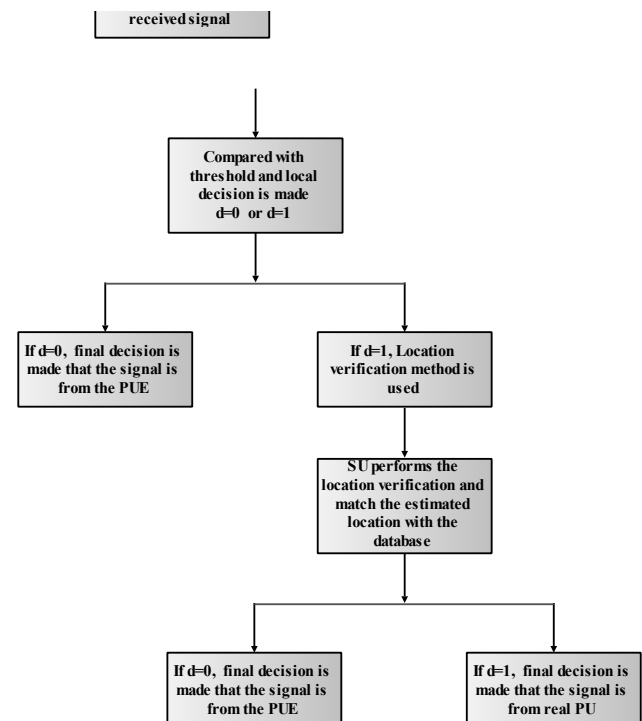 received signal
Compared with
threshold and local
decision is made
d=0 or d=1
If d=0, final decision is
made that the signal is
from the PUE
If d=1, Location
verification method is
used
SU performs the
location verification and
match the estimated
location with the
database
If d=0, final decision is
made that the signal is
from the PUE
If d=1, final decision is
made that the signal is
from real PU